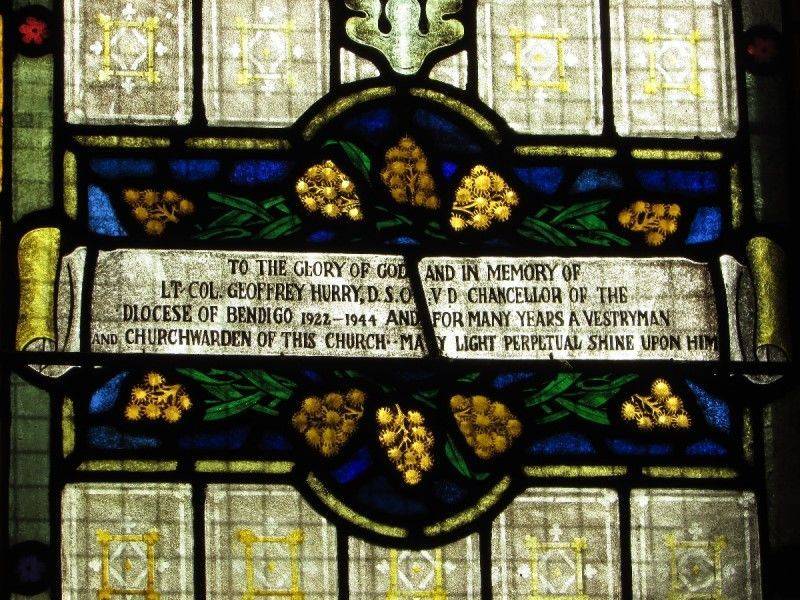 TO THE GLORY OF GOD AND IN MEMORY OF
LT. COL. GEOFFREY HURRY, D.S.O., V D CHANCELLOR OF THE
DIOCESE OF BENDIGO 1922-1944 AND FOR MANY YEARS A VESTRYMAN
AND CHURCHWARDEN OF THIS CHURCH·· MAY LIGHT PERPETUAL SHINE UPON HIM